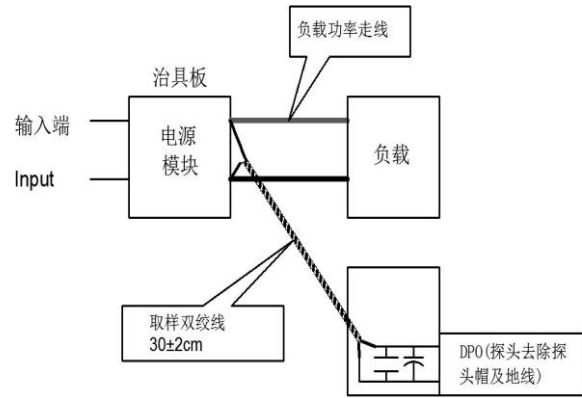 负载功率走线
治具板
输入端
Input
电源
模块
负载
取样双绞线
30±2cm
DPO(探头去除探
头帽及地线)